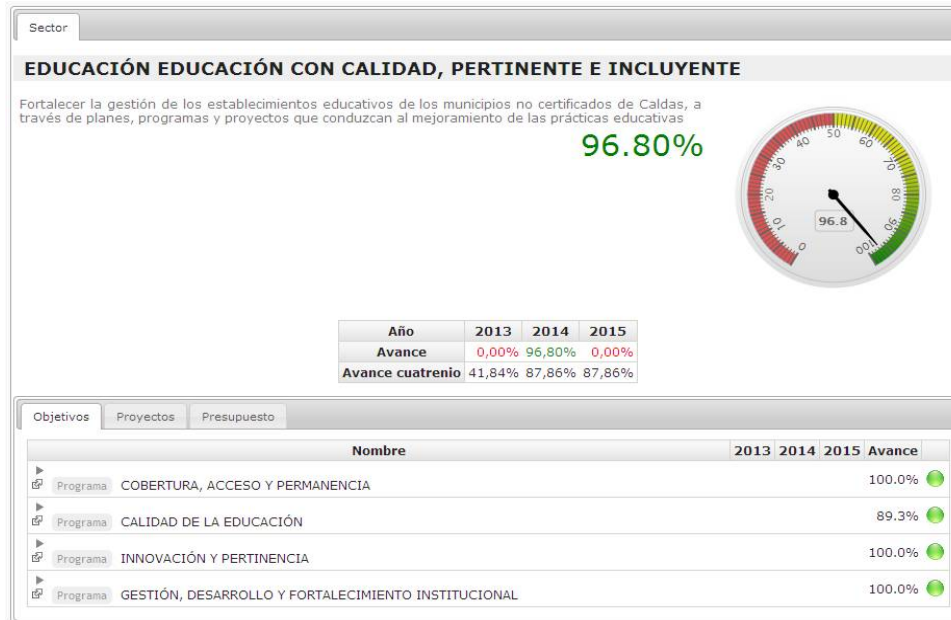 Sector
EDUCACIÓN EDUCACIÓN CON CALIDAD, PERTINENTE E INCLUYENTE
Fortalecer la gestión de los establecimientos educativos de los municipios no certificados de Caldas, a
través de planes, programas y proyectos que conduzcan al mejoramiento de las prácticas educativas
96.80%
0 10 20 30 40 50 60 70 80 90 100
96.8
Año 2013 2014 2015
Avance 0,00% 96,80% 0,00%
Avance cuatrenio 41,84% 87,86% 87,86%
Objetivos Proyectos Presupuesto
Nombre 2013 2014 2015 Avance
Programa COBERTURA, ACCESO Y PERMANENCIA 100.0%
Programa CALIDAD DE LA EDUCACIÓN 89.3%
Programa INNOVACIÓN Y PERTINENCIA 100.0%
Programa GESTIÓN, DESARROLLO Y FORTALECIMIENTO INSTITUCIONAL 100.0%